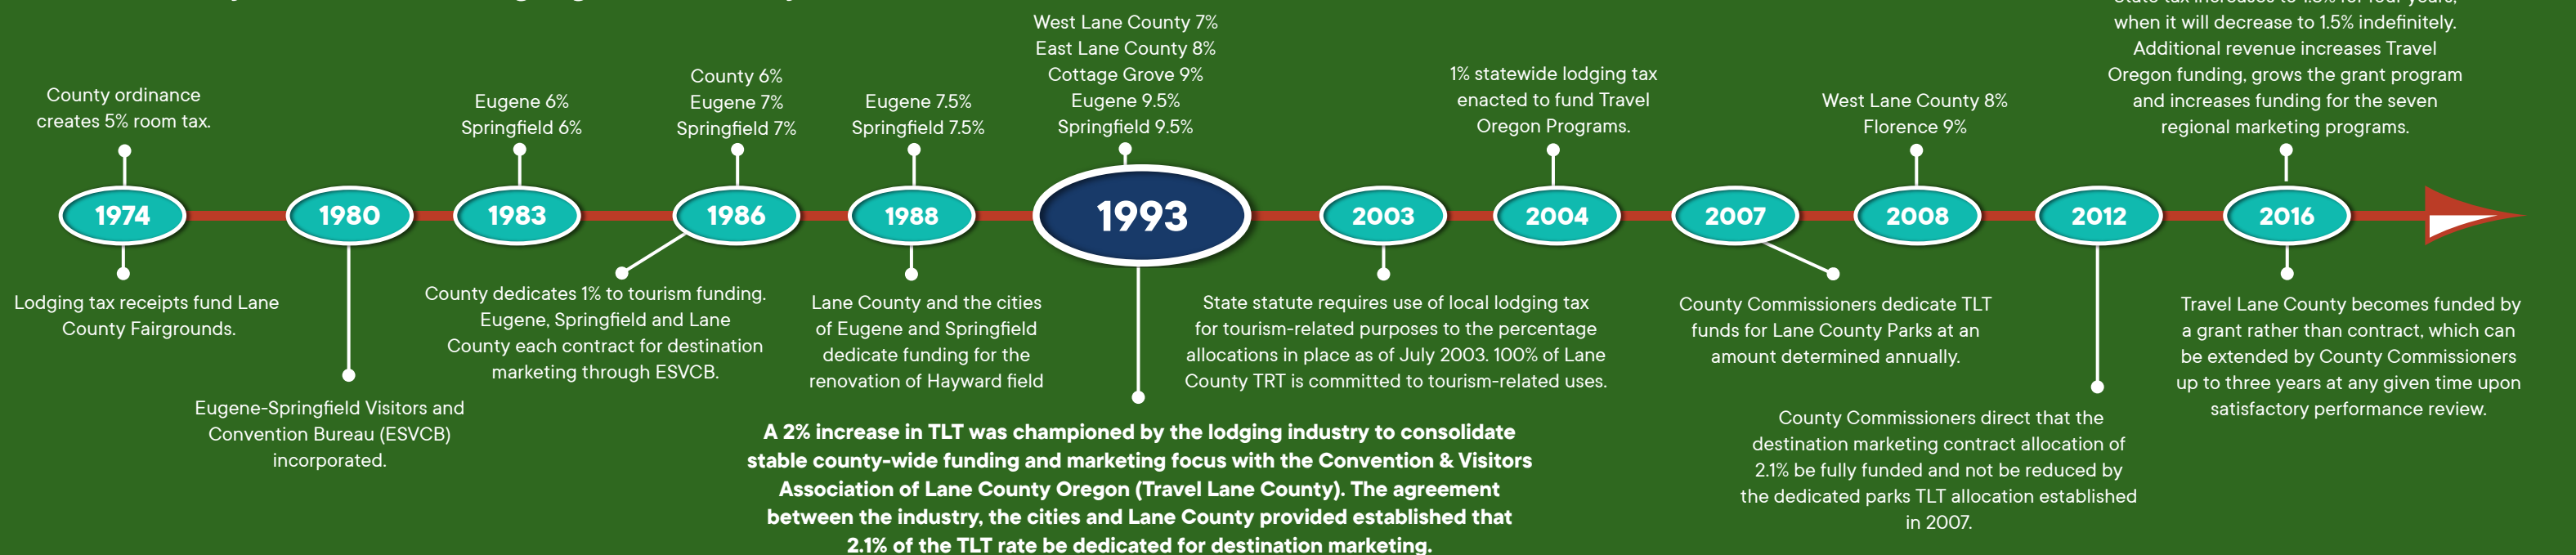 County ordinance
creates 5% room tax.
1974
Lodging tax receipts fund Lane
County Fairgrounds.
1980
Eugene-Springfield Visitors and
Convention Bureau (ESVCB)
incorporated.
Eugene 6%
Springfield 6%
1983
County 6%
Eugene 7%
Springfield 7%
1986
County dedicates 1% to tourism funding.
Eugene, Springfield and Lane
County each contract for destination
marketing through ESVCB.
Eugene 7.5%
Springfield 7.5%
1988
Lane County and the cities
of Eugene and Springfield
dedicate funding for the
renovation of Hayward field
West Lane County 7%
East Lane County 8%
Cottage Grove 9%
Eugene 9.5%
Springfield 9.5%
1993
A 2% increase in TLT was championed by the lodging industry to consolidate
stable county-wide funding and marketing focus with the Convention & Visitors
Association of Lane County Oregon (Travel Lane County). The agreement
between the industry, the cities and Lane County provided established that
2.1% of the TLT rate be dedicated for destination marketing.
2003
State statute requires use of local lodging tax
for tourism-related purposes to the percentage
allocations in place as of July 2003. 100% of Lane
County TRT is committed to tourism-related uses.
1% statewide lodging tax
enacted to fund Travel
Oregon Programs.
2004
2007
County Commissioners dedicate TLT
funds for Lane County Parks at an
amount determined annually.
West Lane County 8%
Florence 9%
2008
2012
County Commissioners direct that the
destination marketing contract allocation of
2.1% be fully funded and not be reduced by
the dedicated parks TLT allocation established
in 2007.
State tax increases to 1.8% for four years,
when it will decrease to 1.5% indefinitely.
Additional revenue increases Travel
Oregon funding, grows the grant program
and increases funding for the seven
regional marketing programs.
2016
Travel Lane County becomes funded by
a grant rather than contract, which can
be extended by County Commissioners
up to three years at any given time upon
satisfactory performance review.